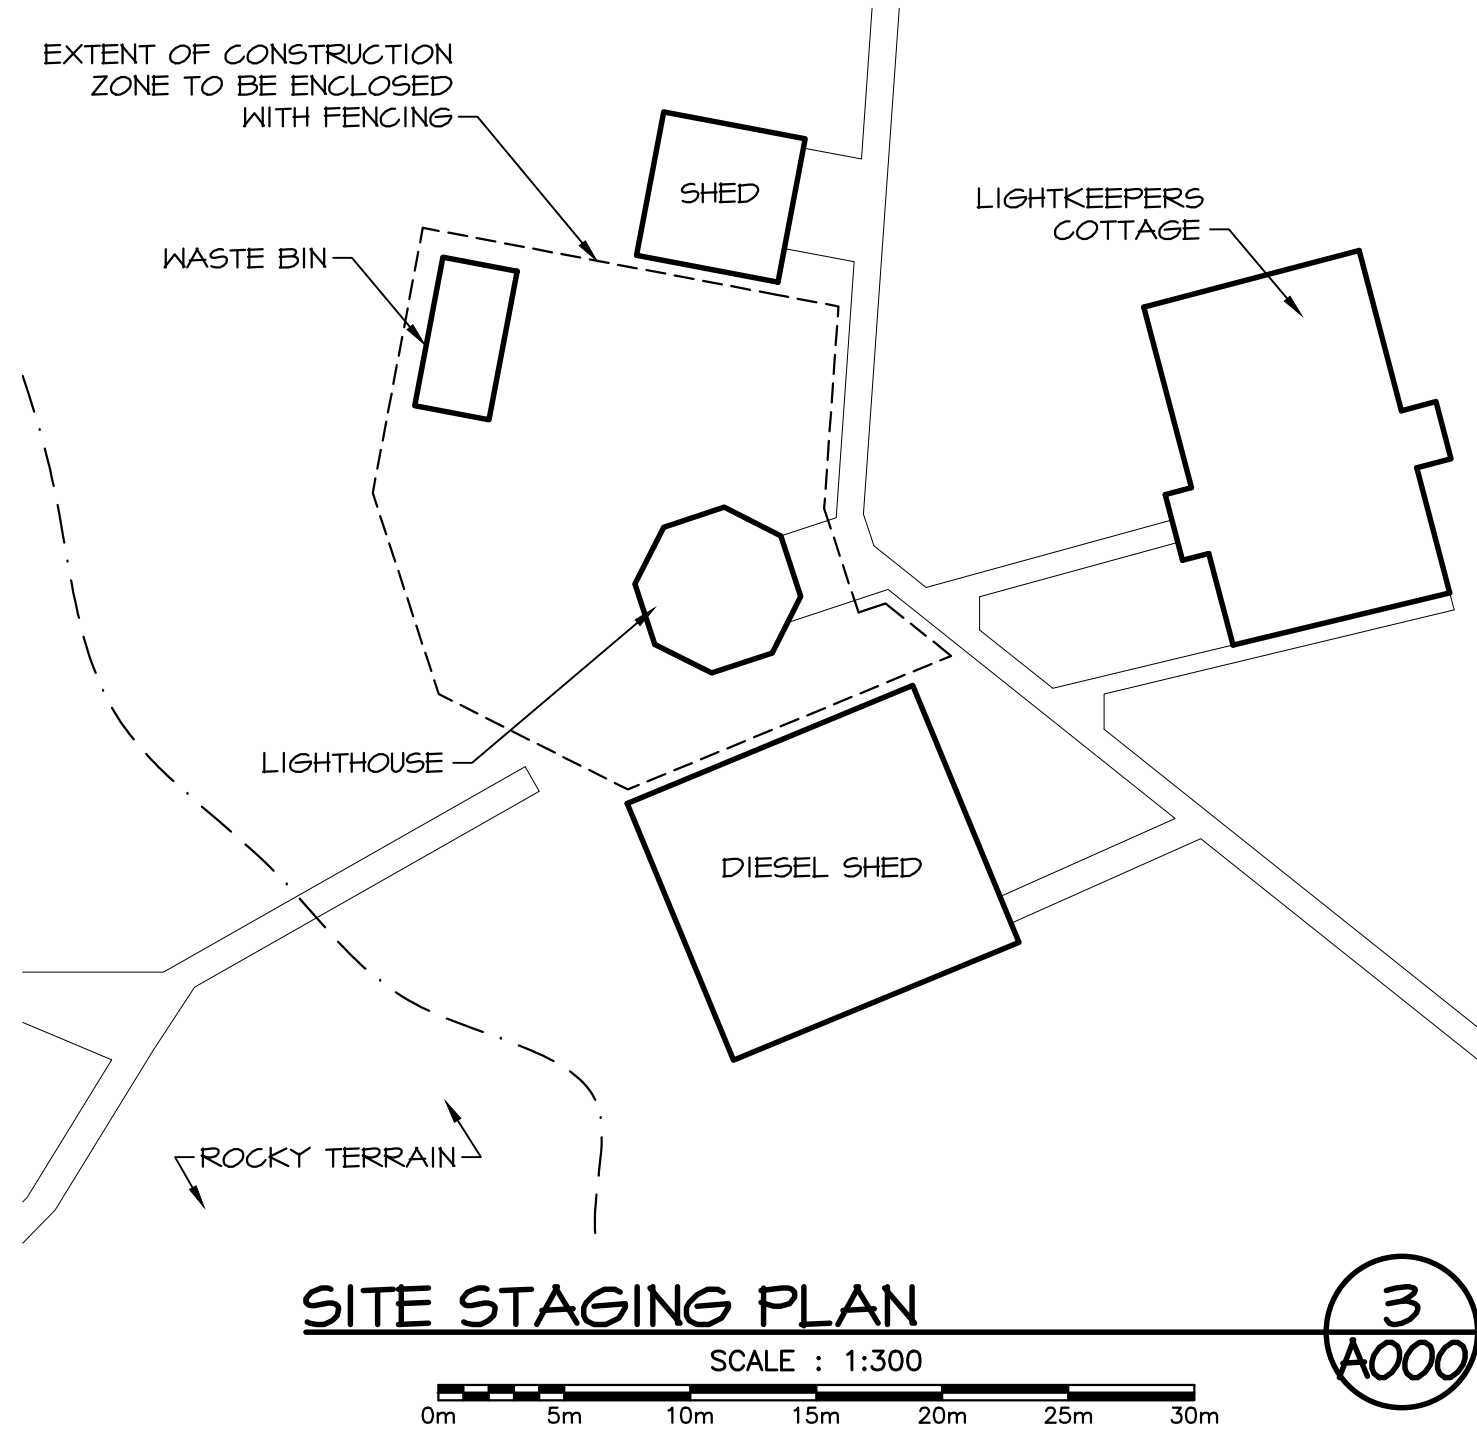 EXTENT OF CONSTRUCTION
ZONE TO BE ENCLOSED
WITH FENCING
SHED
LIGHTKEEPERS
COTTAGE
WASTE BIN
LIGHTHOUSE
DIESEL SHED
ROCKY TERRAIN
SITE STAGING PLAN
3
A000
SCALE : 1:300
0m 5m 10m 15m 20m 25m 30m